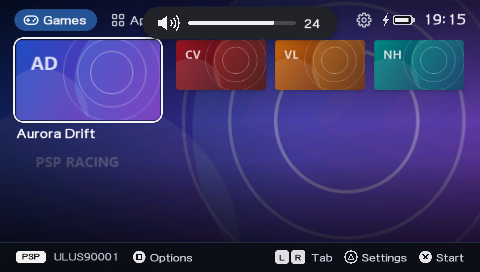 Games
Ap
24
19:15
AD
CV
VL
NH
Aurora Drift
PSP RACING
PSP ULUS90001 Options
L R Tab Settings Start